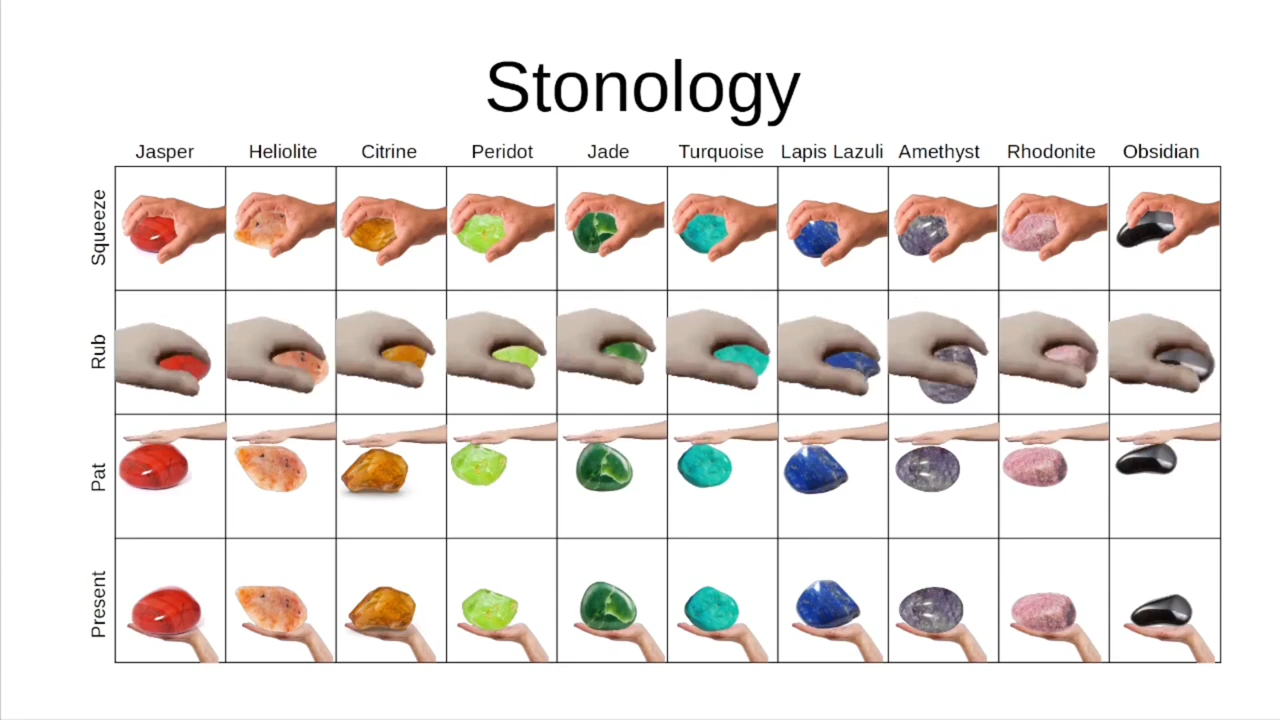 Stonology
Jasper Heliolite Citrine Peridot Jade Turquoise Lapis Lazuli Amethyst Rhodonite Obsidian
Squeeze
Rub
Pat
Present